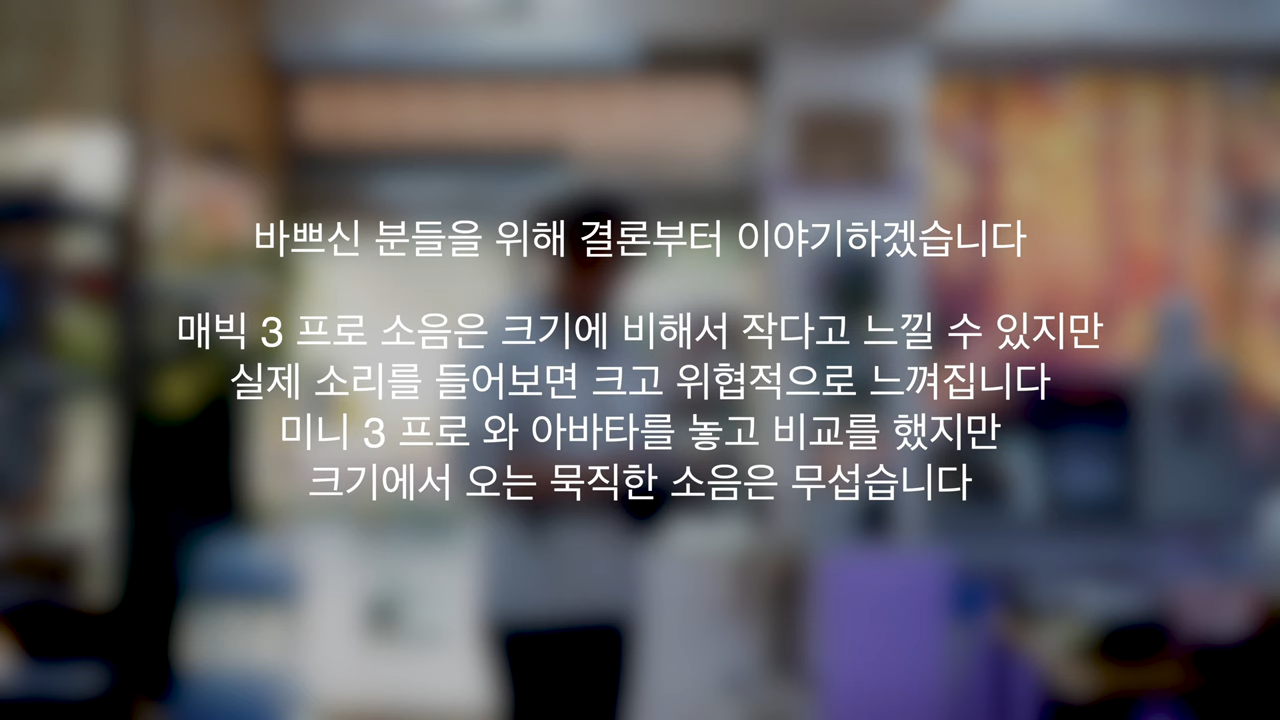 바쁘신 분들을 위해 결론부터 이야기하겠습니다
매빅 3 프로 소음은 크기에 비해서 작다고 느낄 수 있지만
실제 소리를 들어보면 크고 위협적으로 느껴집니다
미니 3 프로 와 아바타를 놓고 비교를 했지만
크기에서 오는 묵직한 소음은 무섭습니다